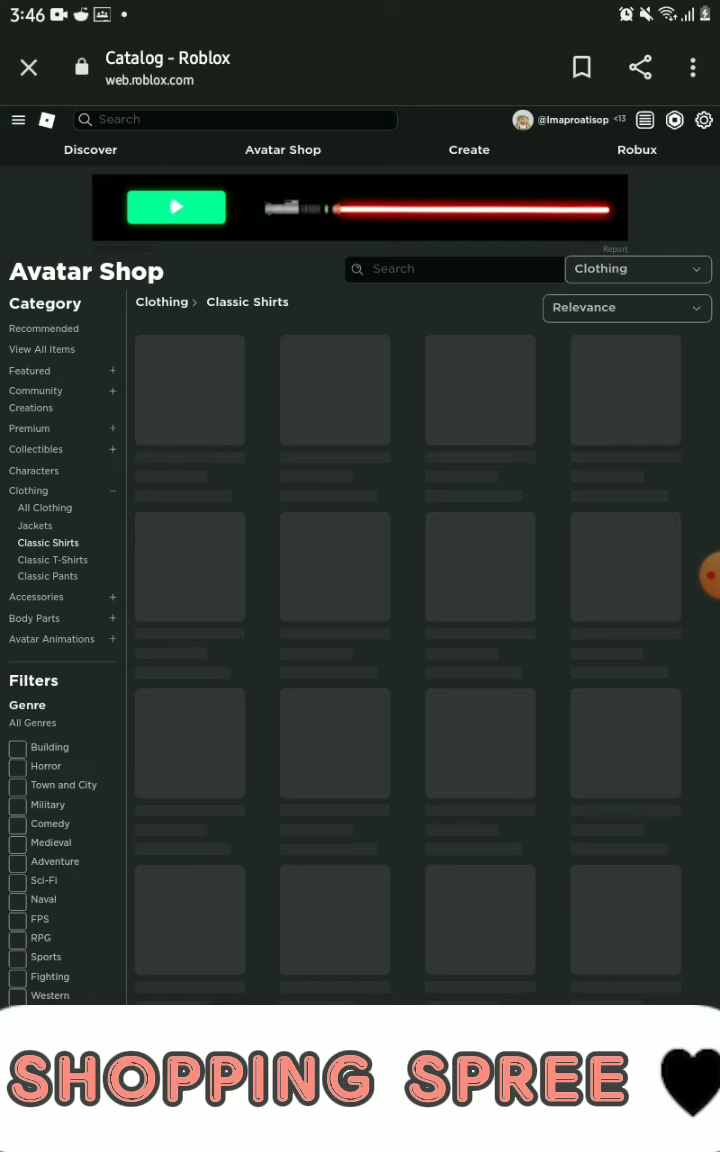 3:46
Catalog - Roblox
web.roblox.com
Search
@Imaproatisop <13
Discover
Avatar Shop
Create
Robux
Report
Avatar Shop
Search
Clothing
Category
Clothing > Classic Shirts
Relevance
Recommended
View All Items
Featured +
Community +
Creations
Premium +
Collectibles +
Characters
Clothing −
All Clothing
Jackets
Classic Shirts
Classic T-Shirts
Classic Pants
Accessories +
Body Parts +
Avatar Animations +
Filters
Genre
All Genres
Building
Horror
Town and City
Military
Comedy
Medieval
Adventure
Sci-Fi
Naval
FPS
RPG
Sports
Fighting
Western
SHOPPING SPREE